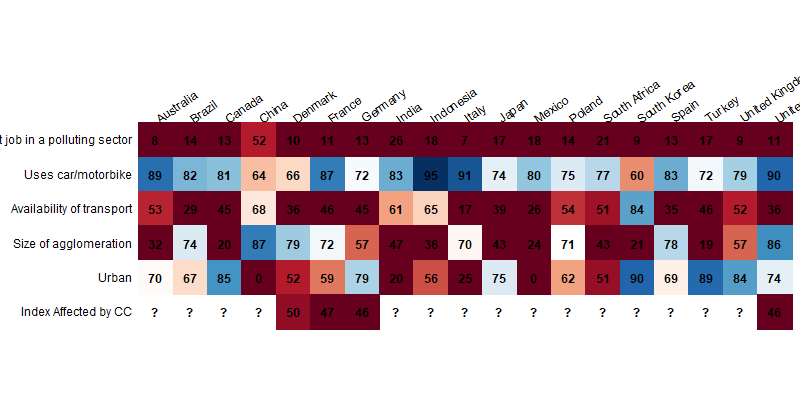 Australia Brazil Canada China Denmark France Germany India Indonesia Italy Japan Mexico Poland South Africa South Korea Spain Turkey United Kingdo Unite
t job in a polluting sector 8 14 13 52 10 11 13 26 18 7 17 18 14 21 9 13 17 9 11
Uses car/motorbike 89 82 81 64 66 87 72 83 95 91 74 80 75 77 60 83 72 79 90
Availability of transport 53 29 45 68 36 46 45 61 65 17 39 26 54 51 84 35 46 52 36
Size of agglomeration 32 74 20 87 79 72 57 47 36 70 43 24 71 43 21 78 19 57 86
Urban 70 67 85 0 52 59 79 20 56 25 75 0 62 51 90 69 89 84 74
Index Affected by CC ? ? ? ? 50 47 46 ? ? ? ? ? ? ? ? ? ? ? 46